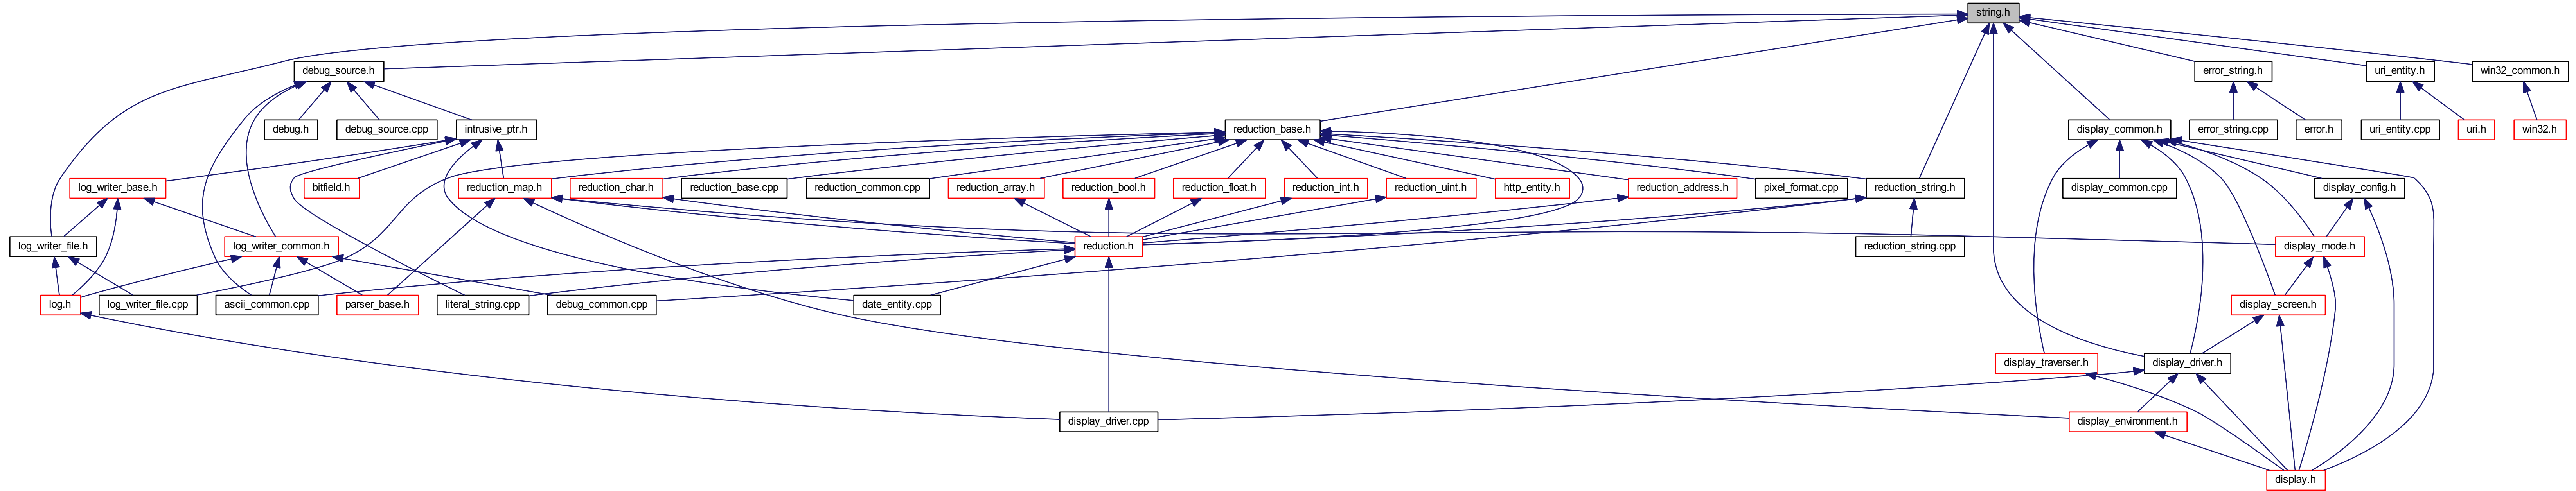 string.h
debug_source.h
error_string.h
uri_entity.h
win32_common.h
debug.h
debug_source.cpp
intrusive_ptr.h
reduction_base.h
display_common.h
error_string.cpp
error.h
uri_entity.cpp
uri.h
win32.h
log_writer_base.h
bitfield.h
reduction_map.h
reduction_char.h
reduction_base.cpp
reduction_common.cpp
reduction_array.h
reduction_bool.h
reduction_float.h
reduction_int.h
reduction_uint.h
http_entity.h
reduction_address.h
pixel_format.cpp
reduction_string.h
display_common.cpp
display_config.h
log_writer_file.h
log_writer_common.h
reduction.h
reduction_string.cpp
display_mode.h
log.h
log_writer_file.cpp
ascii_common.cpp
parser_base.h
literal_string.cpp
debug_common.cpp
date_entity.cpp
display_screen.h
display_traverser.h
display_driver.h
display_driver.cpp
display_environment.h
display.h